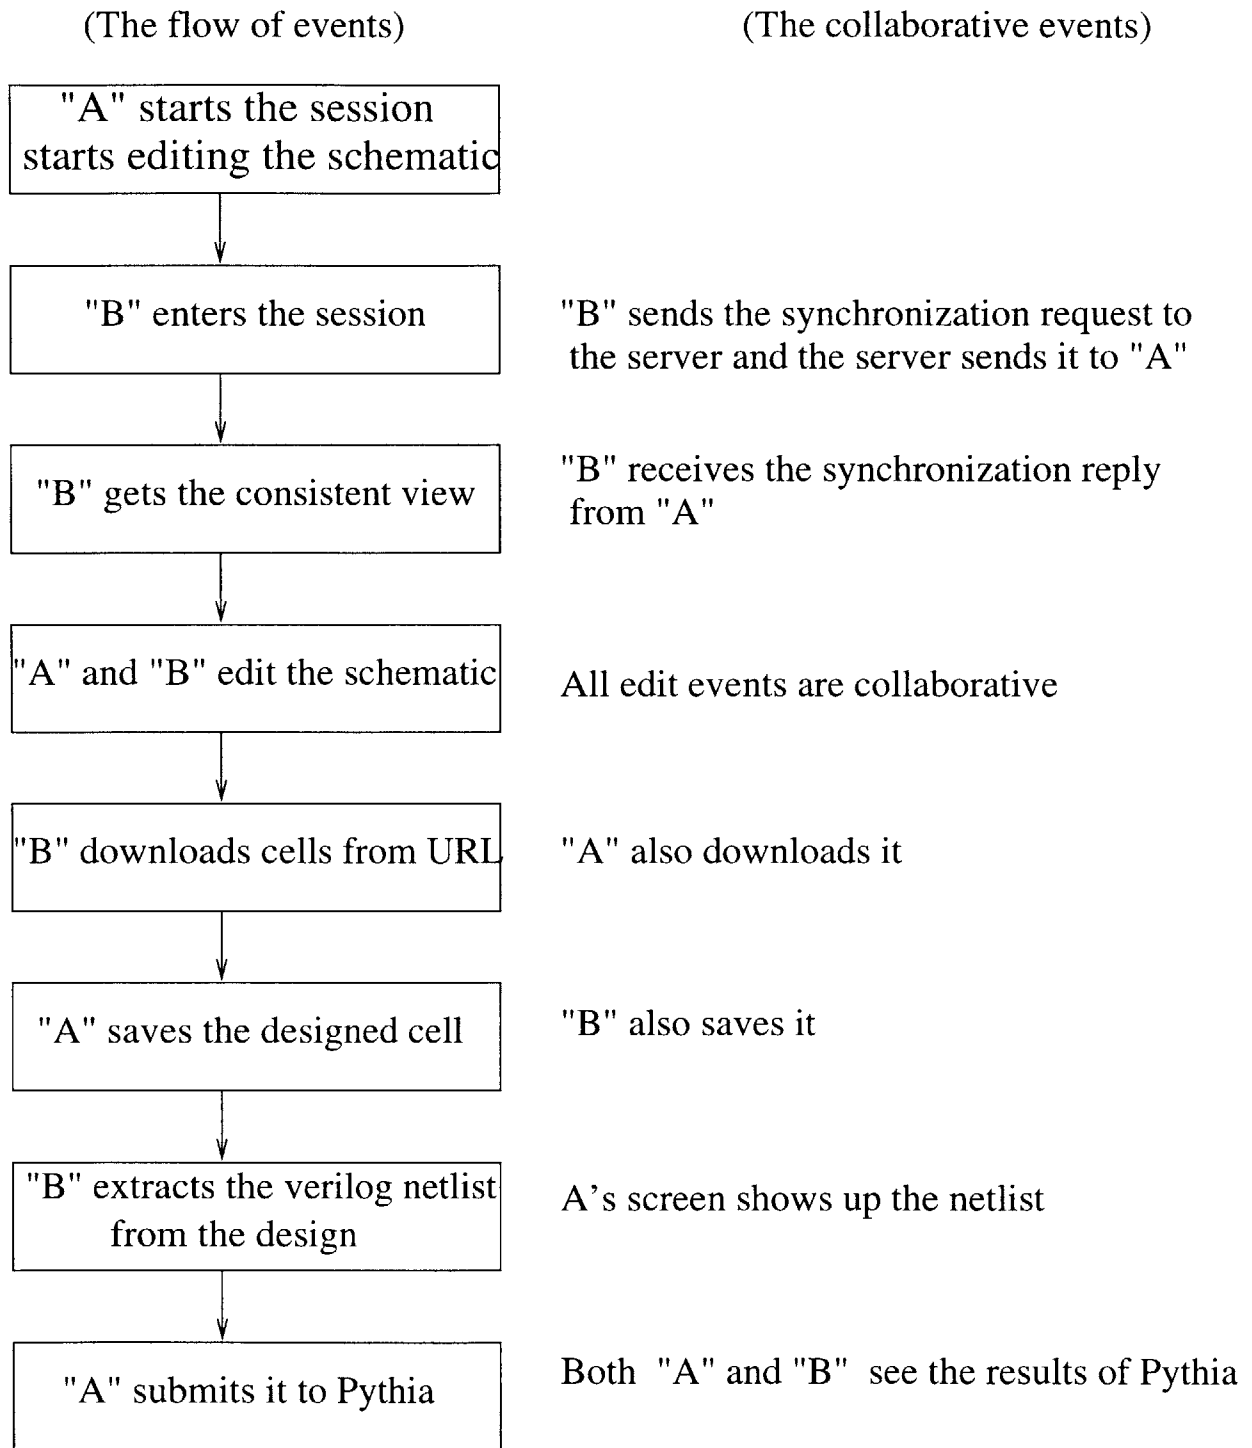 (The flow of events)
(The collaborative events)
"A" starts the session
starts editing the schematic
"B" enters the session
"B" sends the synchronization request to
the server and the server sends it to "A"
"B" gets the consistent view
"B" receives the synchronization reply
from "A"
"A" and "B" edit the schematic
All edit events are collaborative
"B" downloads cells from URL
"A" also downloads it
"A" saves the designed cell
"B" also saves it
"B" extracts the verilog netlist
from the design
A's screen shows up the netlist
"A" submits it to Pythia
Both "A" and "B" see the results of Pythia